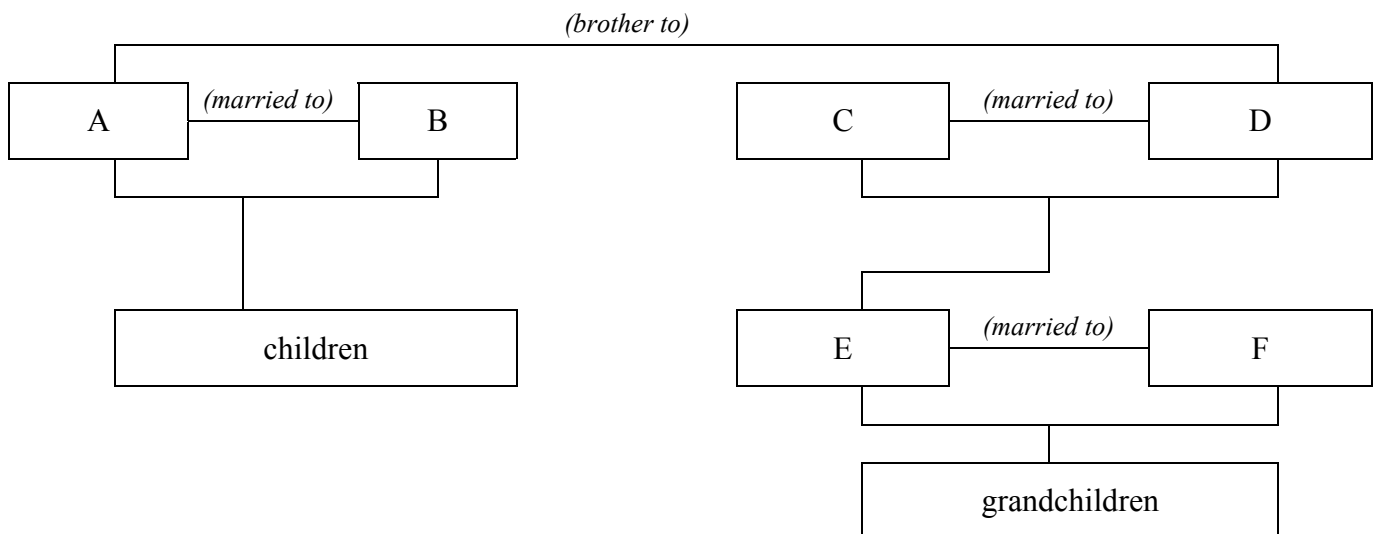 (brother to)
A (married to) B C (married to) D
children E (married to) F
grandchildren